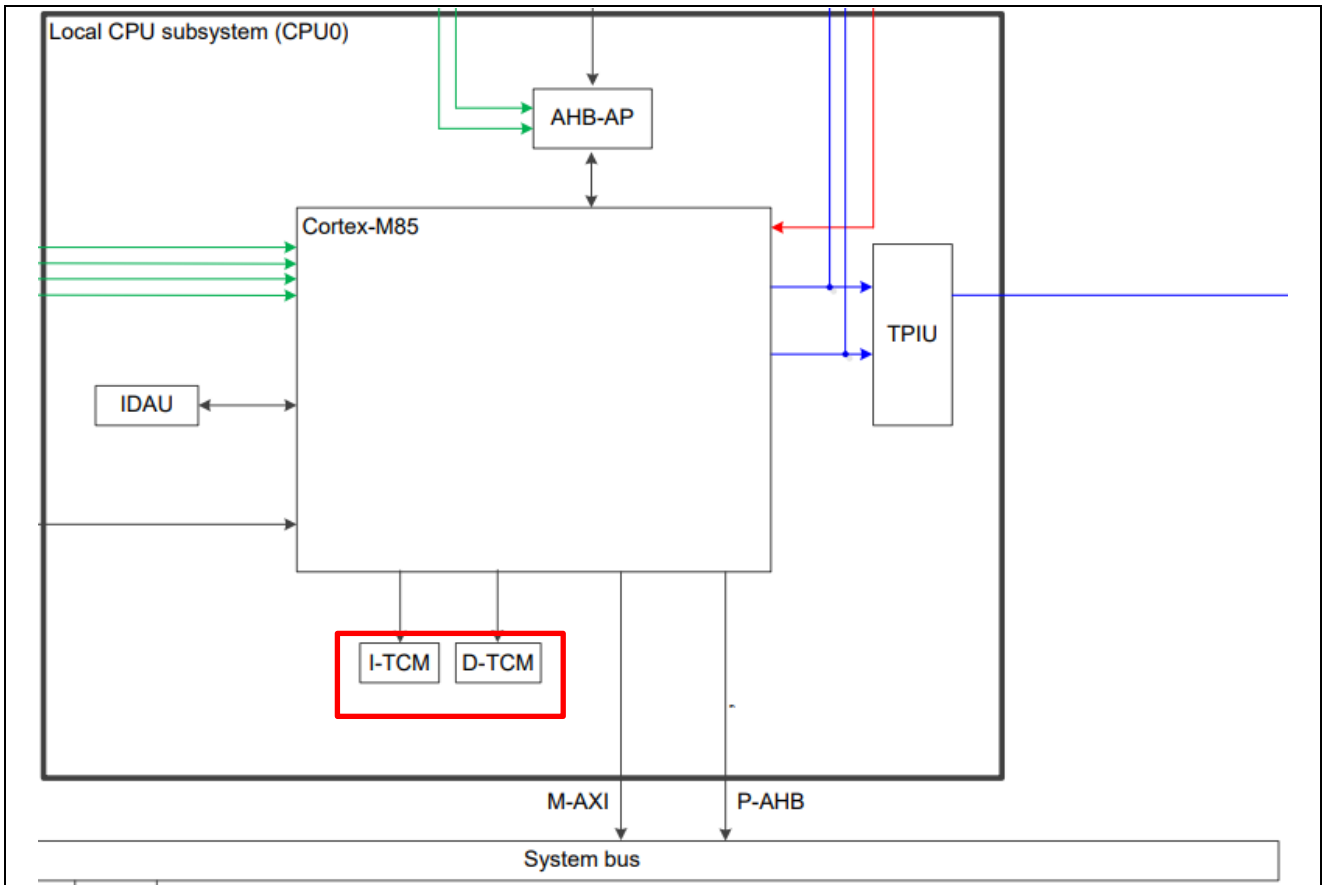 Local CPU subsystem (CPU0)
AHB-AP
Cortex-M85
TPIU
IDAU
I-TCM
D-TCM
M-AXI
P-AHB
System bus